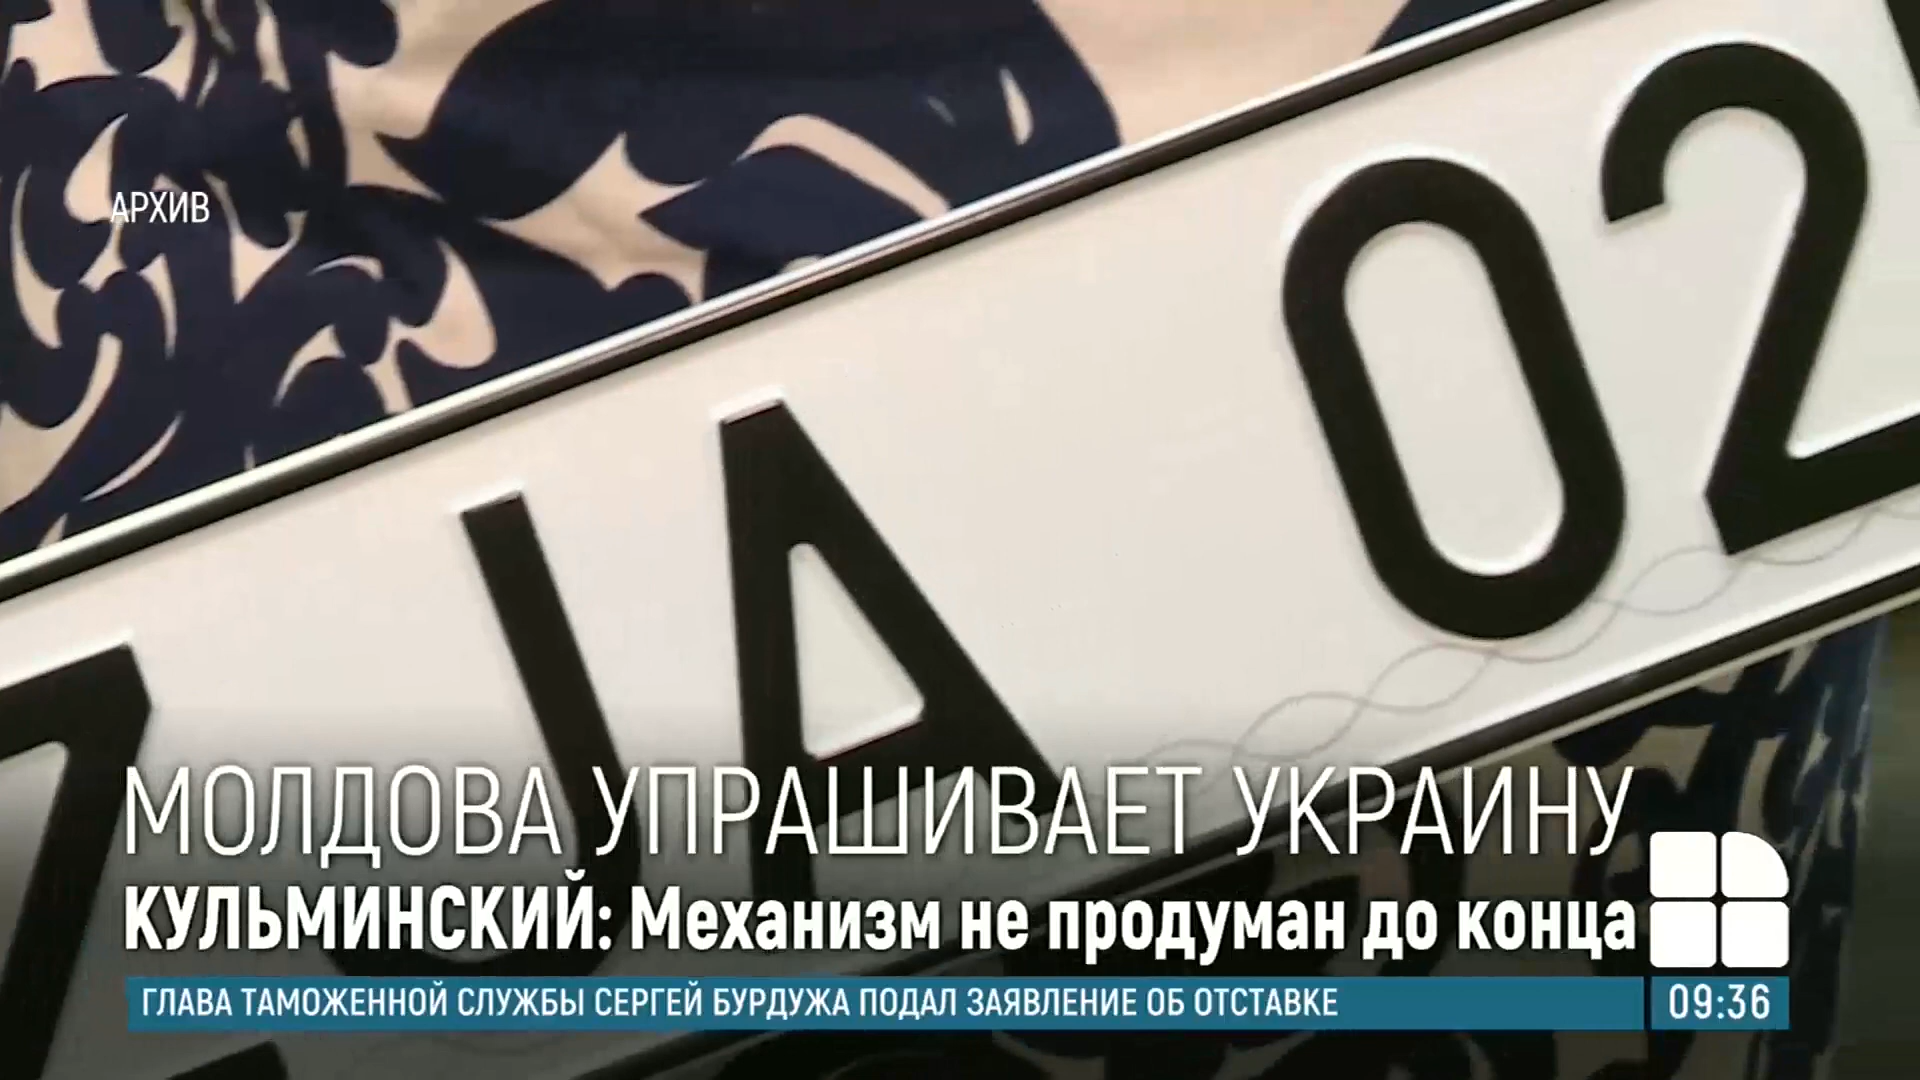 АРХИВ
ZJA 02
МОЛДОВА УПРАШИВАЕТ УКРАИНУ
КУЛЬМИНСКИЙ: Механизм не продуман до конца
ГЛАВА ТАМОЖЕННОЙ СЛУЖБЫ СЕРГЕЙ БУРДУЖА ПОДАЛ ЗАЯВЛЕНИЕ ОБ ОТСТАВКЕ
09:36